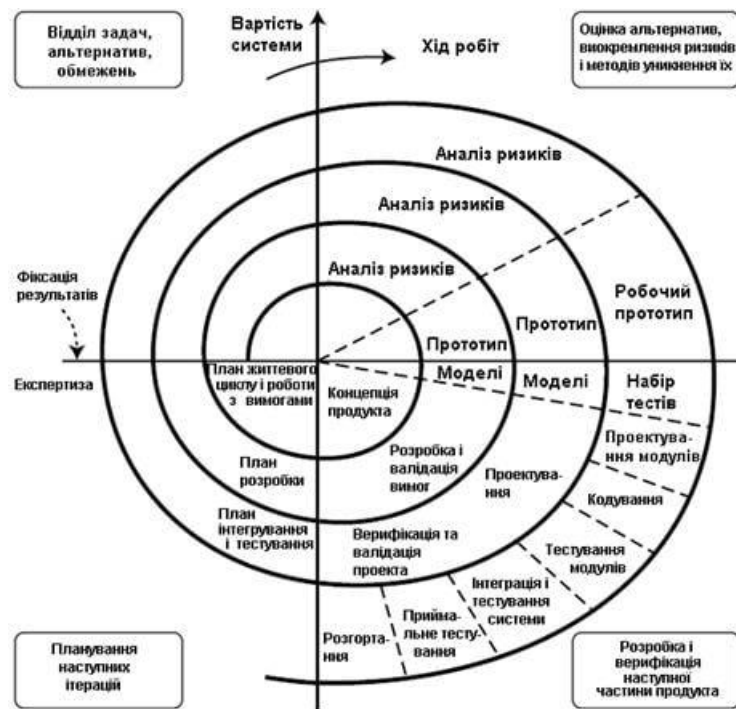 Відділ задач,
альтернатив,
обмежень
Вартість
системи
Хід робіт
Оцінка альтернатив,
виокремлення ризиків
і методів уникнення їх
Аналіз ризиків
Аналіз ризиків
Аналіз ризиків
Фіксація
результатів
Експертиза
Робочий
прототип
Прототип
Прототип
План життєвого
циклу і роботи
з вимогами
Концепція
продукта
Моделі
Моделі
Набір
тестів
План
розробки
Розробка і
валідація
вимог
Проектува-
ння
Проектува-
ння модулів
Кодування
План
інтегрування
і тестування
Верифікація та
валідація
проекта
Тестування
модулів
Інтеграція і
тестування
системи
Приймa-
льне тесту-
вання
Розгорта-
ння
Планування
наступних
ітерацій
Розробка і
верифікація
наступної
частини продукта